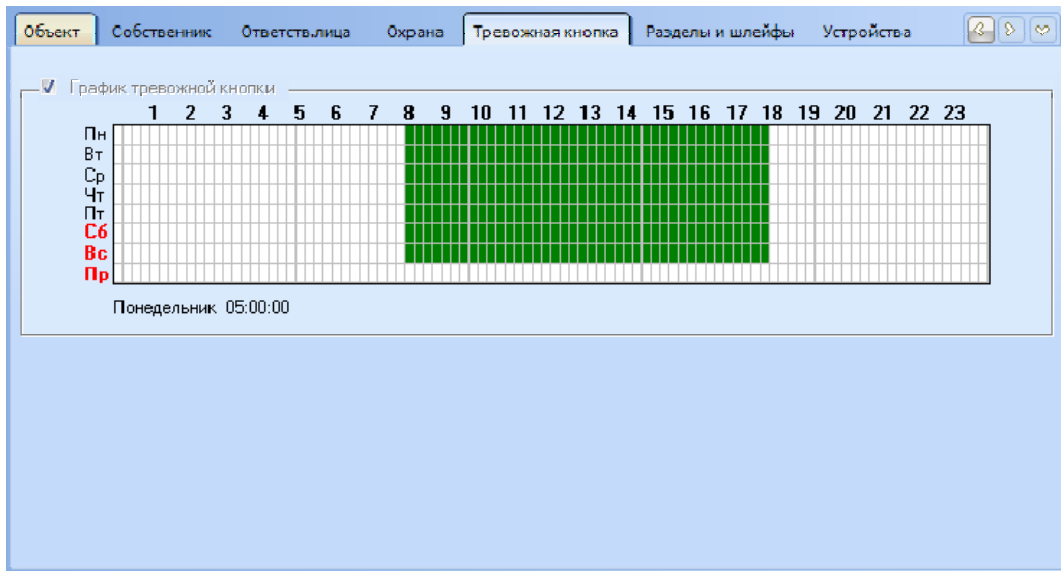 Объект Собственник Ответств.лица Охрана Тревожная кнопка Разделы и шлейфы Устройства
График тревожной кнопки
1 2 3 4 5 6 7 8 9 10 11 12 13 14 15 16 17 18 19 20 21 22 23
Пн
Вт
Ср
Чт
Пт
Сб
Вс
Пр
Понедельник 05:00:00